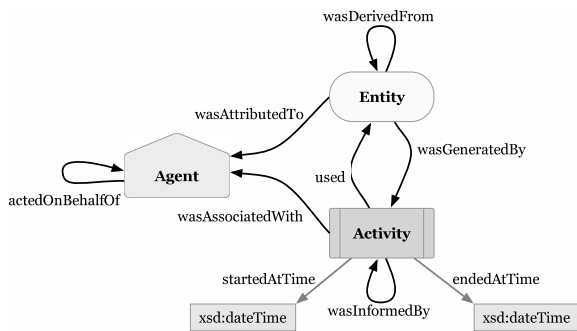 wasDerivedFrom
Entity
wasAttributedTo
wasGeneratedBy
used
Agent
actedOnBehalfOf
wasAssociatedWith
Activity
startedAtTime
endedAtTime
wasInformedBy
xsd:dateTime
xsd:dateTime